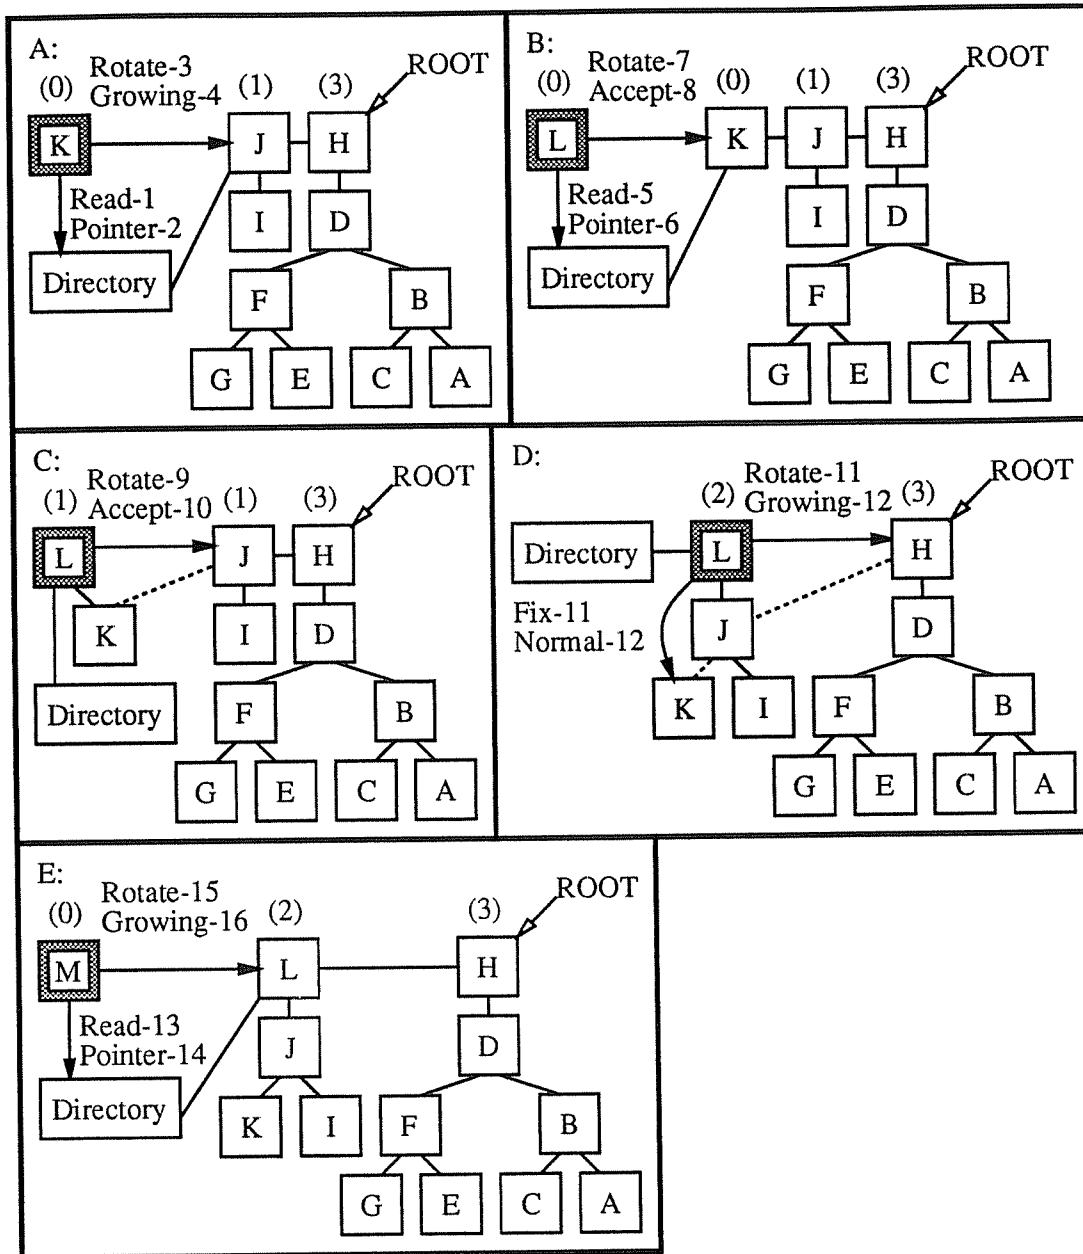 A:
Rotate-3
Growing-4
(0) (1) (3) ROOT
K J H
Read-1
Pointer-2
I D
Directory
F B
G E C A
B:
Rotate-7
Accept-8
(0) (0) (1) (3) ROOT
L K J H
Read-5
Pointer-6
I D
Directory
F B
G E C A
C:
Rotate-9
Accept-10
(1) (1) (3) ROOT
L J H
K I D
Directory
F B
G E C A
D:
Rotate-11
Growing-12
(2) (3) ROOT
Directory L H
Fix-11
Normal-12
J D
K I F B
G E C A
E:
Rotate-15
Growing-16
(0) (2) (3) ROOT
M L H
Read-13
Pointer-14
J D
Directory
K I F B
G E C A